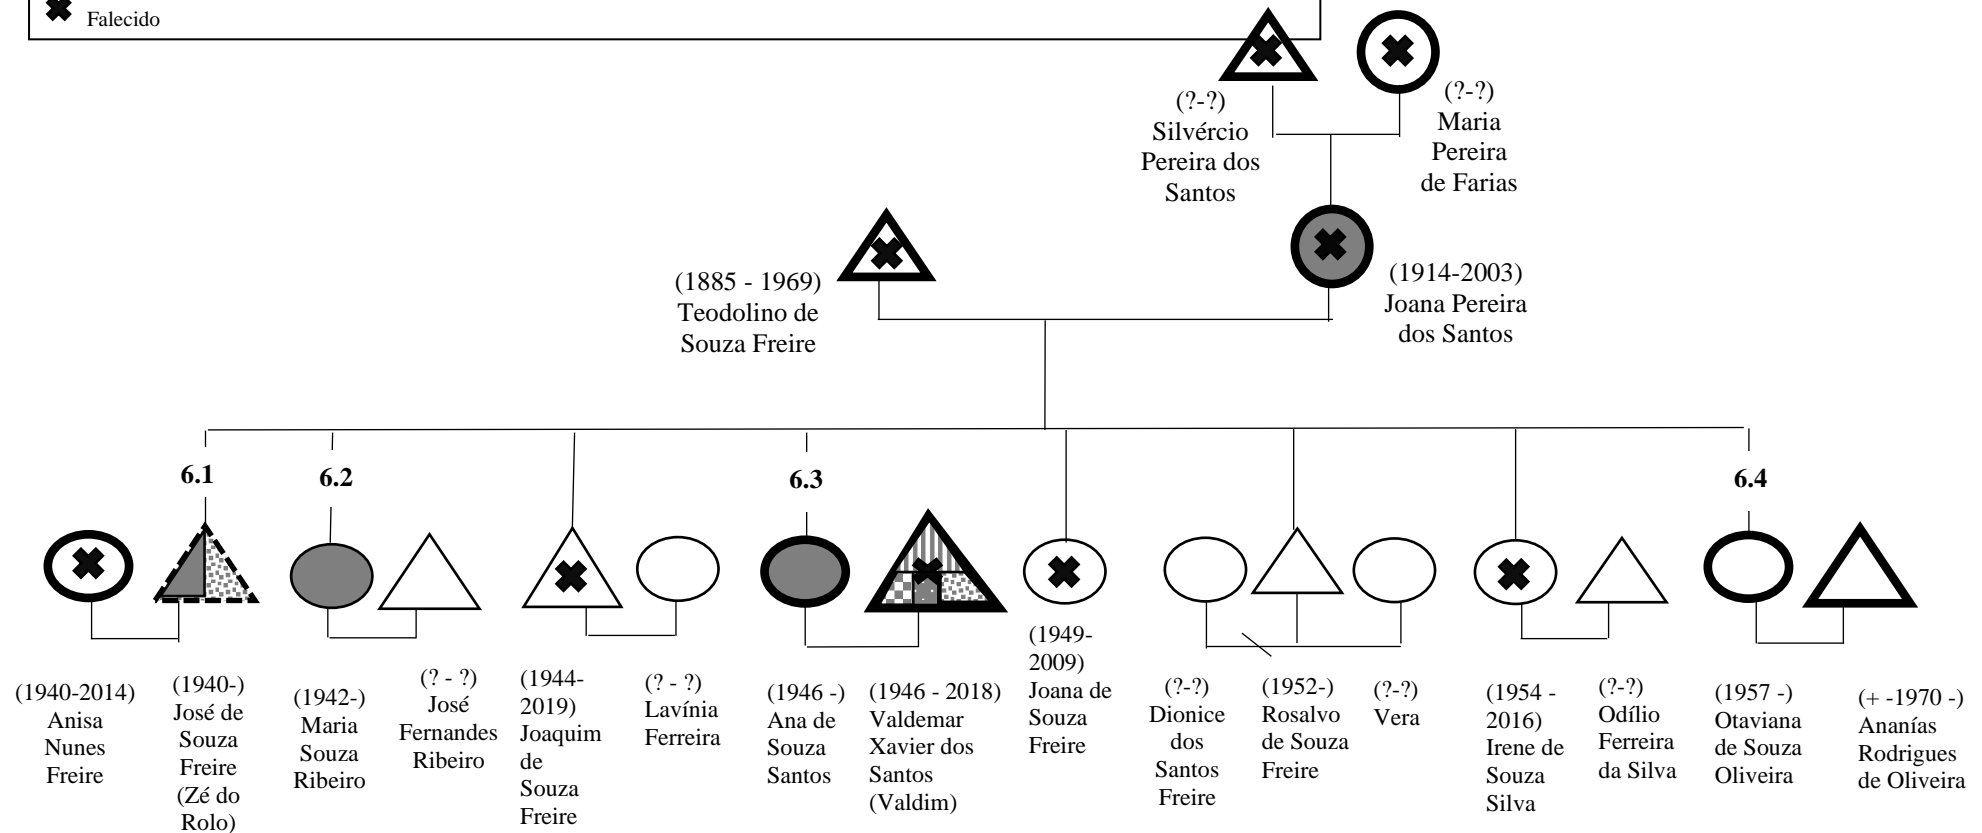 Falecido
(?-?)
Silvércio
Pereira dos
Santos
(?-?)
Maria
Pereira
de Farias
(1885 - 1969)
Teodolino de
Souza Freire
(1914-2003)
Joana Pereira
dos Santos
6.1
6.2
6.3
6.4
(1940-2014)
Anisa
Nunes
Freire
(1940-)
José de
Souza
Freire
(Zé do
Rolo)
(1942-)
Maria
Souza
Ribeiro
(? - ?)
José
Fernandes
Ribeiro
(1944-
2019)
Joaquim
de
Souza
Freire
(? - ?)
Lavínia
Ferreira
(1946 -)
Ana de
Souza
Santos
(1946 - 2018)
Valdemar
Xavier dos
Santos
(Valdim)
(1949-
2009)
Joana de
Souza
Freire
(?-?)
Dionice
dos
Santos
Freire
(1952-)
Rosalvo
de Souza
Freire
(?-?)
Vera
(1954 -
2016)
Irene de
Souza
Silva
(?-?)
Odílio
Ferreira
da Silva
(1957 -)
Otaviana
de Souza
Oliveira
(+ -1970 -)
Ananías
Rodrigues
de Oliveira